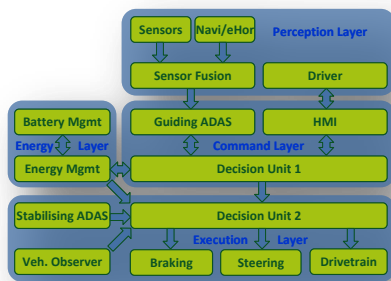 Sensors Navi/eHor
Perception Layer
Sensor Fusion Driver
Battery Mgmt Guiding ADAS HMI
Energy Layer Command Layer
Energy Mgmt Decision Unit 1
Stabilising ADAS Decision Unit 2
Execution Layer
Veh. Observer Braking Steering Drivetrain